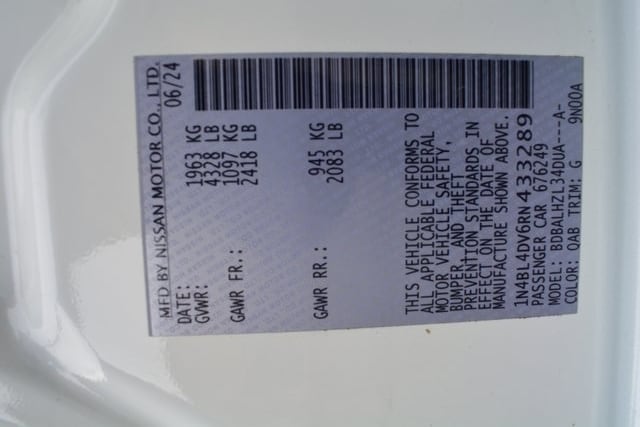 MFD BY NISSAN MOTOR CO., LTD.
DATE: 06/24
GVWR: 1963 KG
4328 LB
GAWR FR.: 1097 KG
2418 LB
GAWR RR.: 945 KG
2083 LB
THIS VEHICLE CONFORMS TO
ALL APPLICABLE FEDERAL
MOTOR VEHICLE SAFETY,
BUMPER, AND THEFT
PREVENTION STANDARDS IN
EFFECT ON THE DATE OF
MANUFACTURE SHOWN ABOVE.
1N4BL4DV6RN433289
PASSENGER CAR 676249
MODEL: BDBALHZL34DUA---A-
COLOR: QAB TRIM: G 9N00A